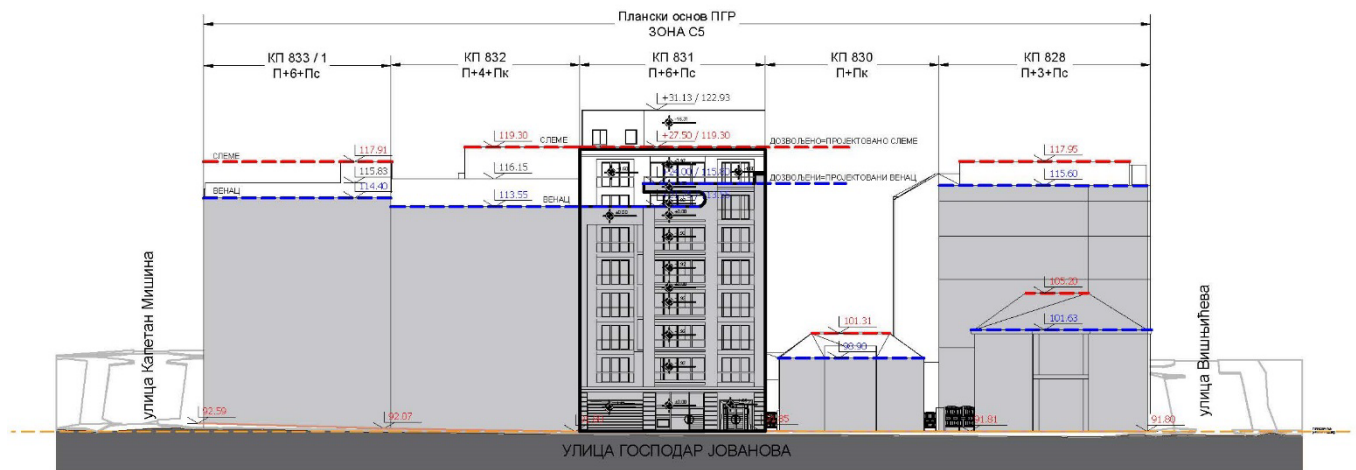 Плански основ ПГР
ЗОНА С5
КП 833 / 1
П+6+Пс
КП 832
П+4+Пк
КП 831
П+6+Пс
КП 830
П+Пк
КП 828
П+3+Пс
+31.13 / 122.93
+27.50 / 119.30
119.30
СЛЕМЕ
ДОЗВОЉЕНО=ПРОЈЕКТОВАНО СЛЕМЕ
СЛЕМЕ
117.91
117.95
115.83
116.15
ДОЗВОЉЕНИ=ПРОЈЕКТОВАНИ ВЕНАЦ
115.60
ВЕНАЦ
114.40
113.55
ВЕНАЦ
105.20
101.31
101.63
улица Капетан Мишина
улица Вишњићева
92.59
92.07
91.81
91.80
УЛИЦА ГОСПОДАР ЈОВАНОВА